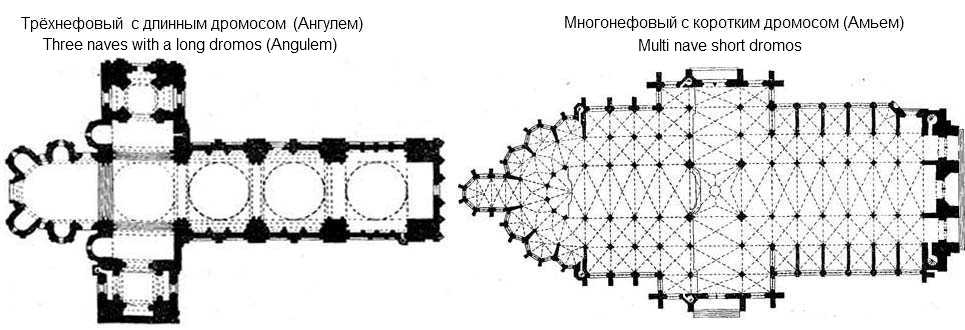 Трёхнефовый с длинным дромосом (Ангулем)
Three naves with a long dromos (Angulem)
Многонефовый с коротким дромосом (Амьем)
Multi nave short dromos